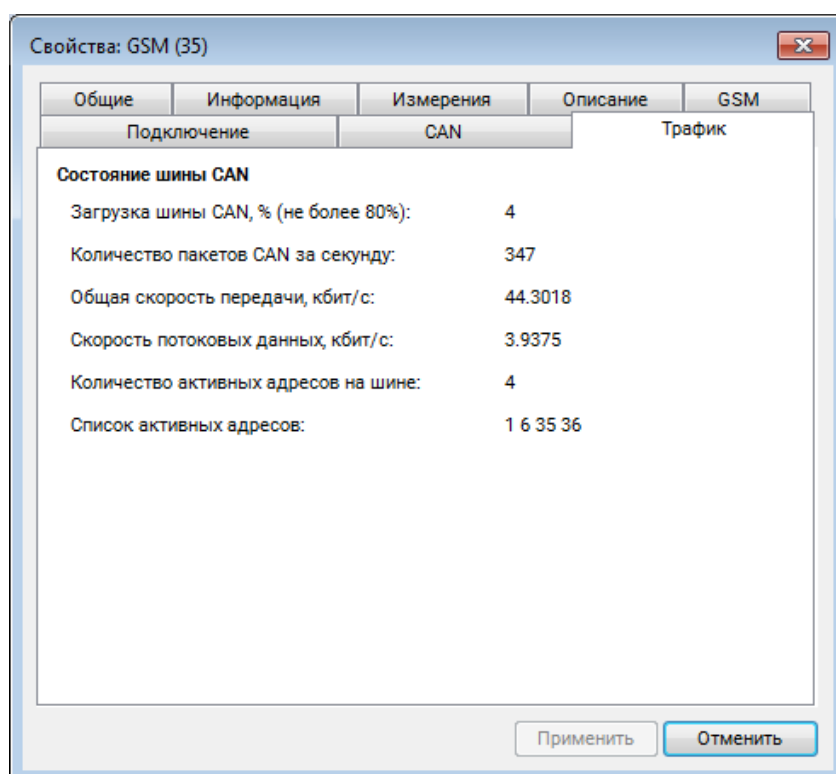 Свойства: GSM (35)
Общие Информация Измерения Описание GSM
Подключение CAN Трафик
Состояние шины CAN
Загрузка шины CAN, % (не более 80%): 4
Количество пакетов CAN за секунду: 347
Общая скорость передачи, кбит/с: 44.3018
Скорость потоковых данных, кбит/с: 3.9375
Количество активных адресов на шине: 4
Список активных адресов: 1 6 35 36
Применить Отменить